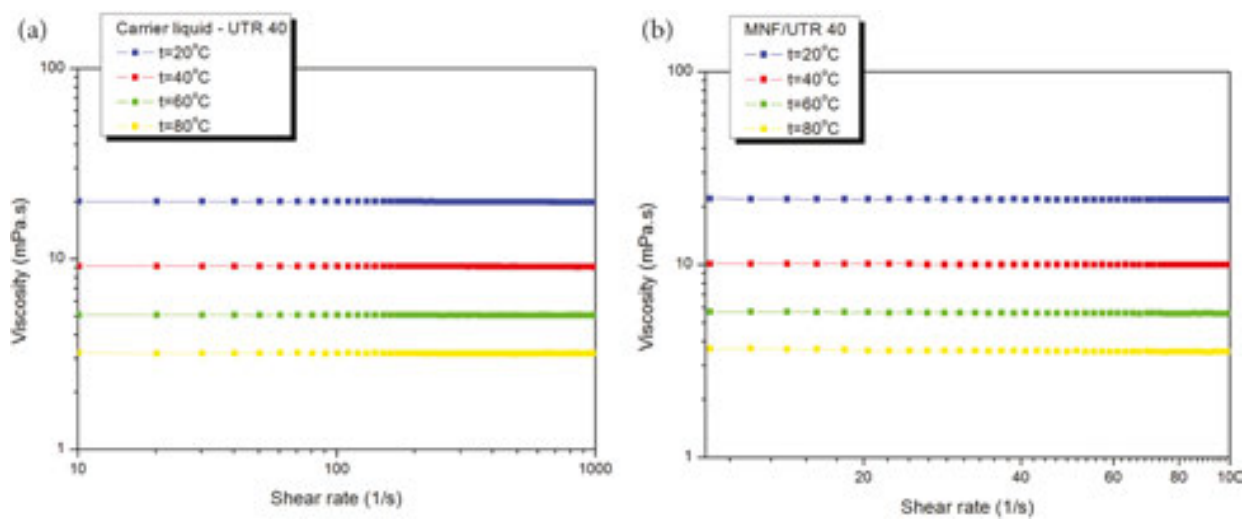 (a)
Carrier liquid - UTR 40
t=20°C
t=40°C
t=60°C
t=80°C
100
10
1
Viscosity (mPa.s)
10
100
1000
Shear rate (1/s)
(b)
MNF/UTR 40
t=20°C
t=40°C
t=60°C
t=80°C
100
10
1
Viscosity (mPa.s)
20
40
60
80
100
Shear rate (1/s)